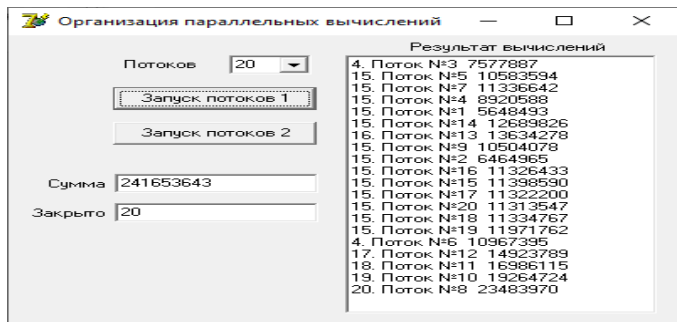 Организация параллельных вычислений
Результат вычислений
Потоков 20
Запуск потоков 1
Запуск потоков 2
Сумма 241653643
Закрыто 20
4. Поток №3 7577887
15. Поток №5 10583594
15. Поток №7 11336642
15. Поток №4 8920588
15. Поток №1 5648493
15. Поток №14 12689826
16. Поток №13 13634278
15. Поток №9 10504078
15. Поток №2 6464965
15. Поток №16 11326433
15. Поток №15 11398590
15. Поток №17 11322200
15. Поток №20 11313547
15. Поток №18 11334767
15. Поток №19 11971762
4. Поток №6 10967395
17. Поток №12 14923789
18. Поток №11 16986115
19. Поток №10 19264724
20. Поток №8 23483970